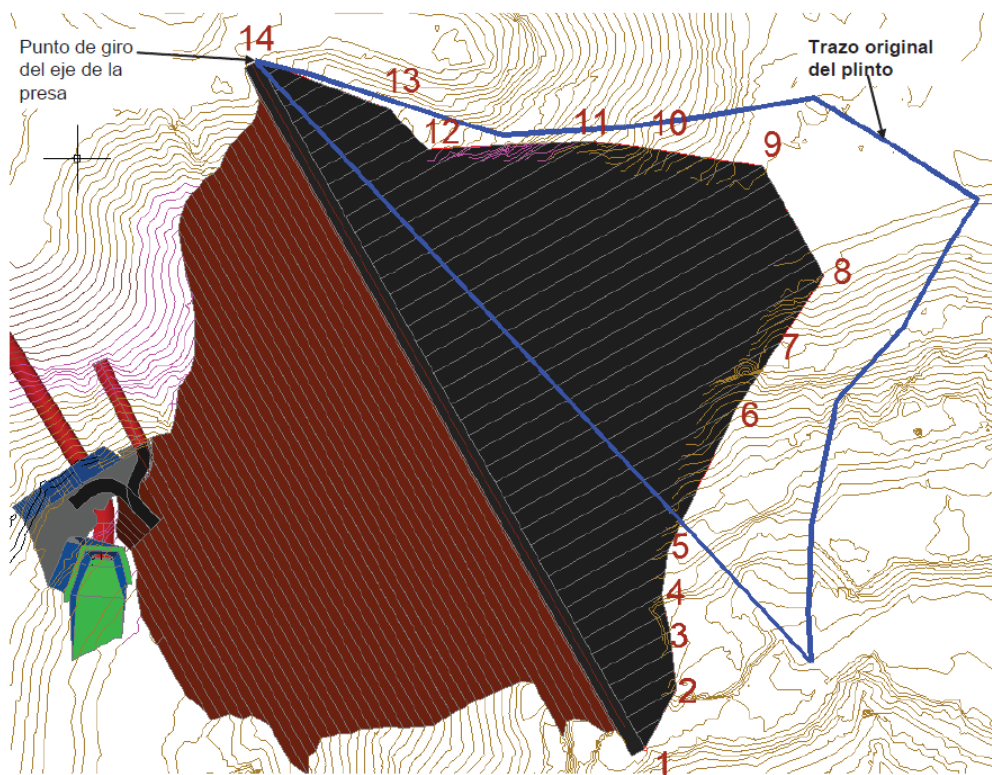 Punto de giro
del eje de la
presa
14
13
12
11
10
9
8
7
6
5
4
3
2
1
Trazo original
del plinto